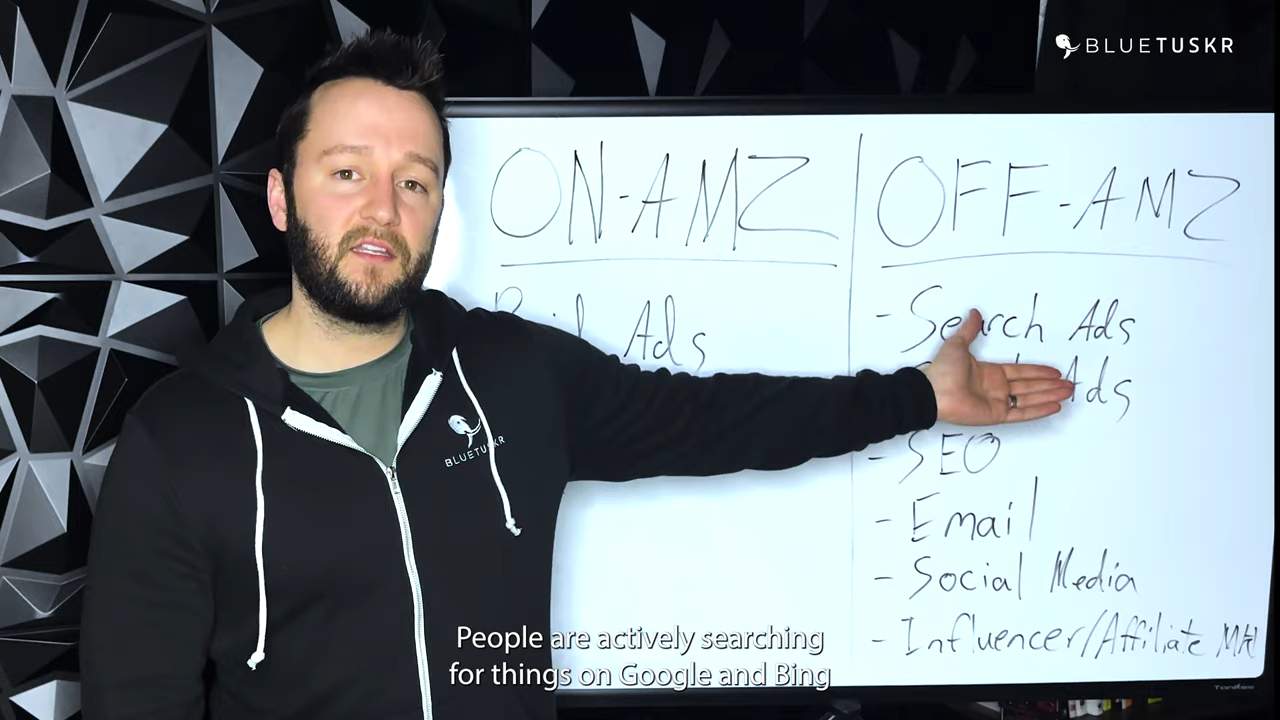 BLUETUSKR
ON-AMZ
OFF-AMZ
Ads
- Search Ads
Ads
- SEO
- Email
- Social Media
- Influencer/Affiliate Mkt
BLUETUSKR
People are actively searching
for things on Google and Bing